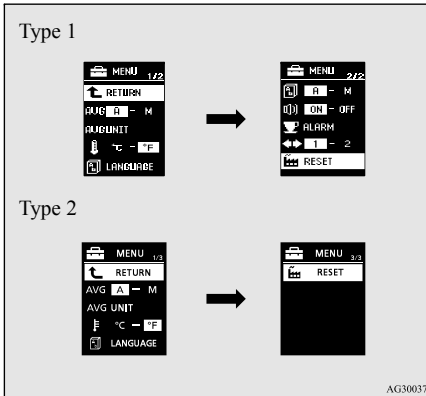 Type 1
MENU 1/2
RETURN
AVG A - M
AVG UNIT
°C - °F
LANGUAGE
MENU 2/2
A - M
ON - OFF
ALARM
1 - 2
RESET
Type 2
MENU 1/3
RETURN
AVG A - M
AVG UNIT
°C - °F
LANGUAGE
MENU 3/3
RESET
AG30037